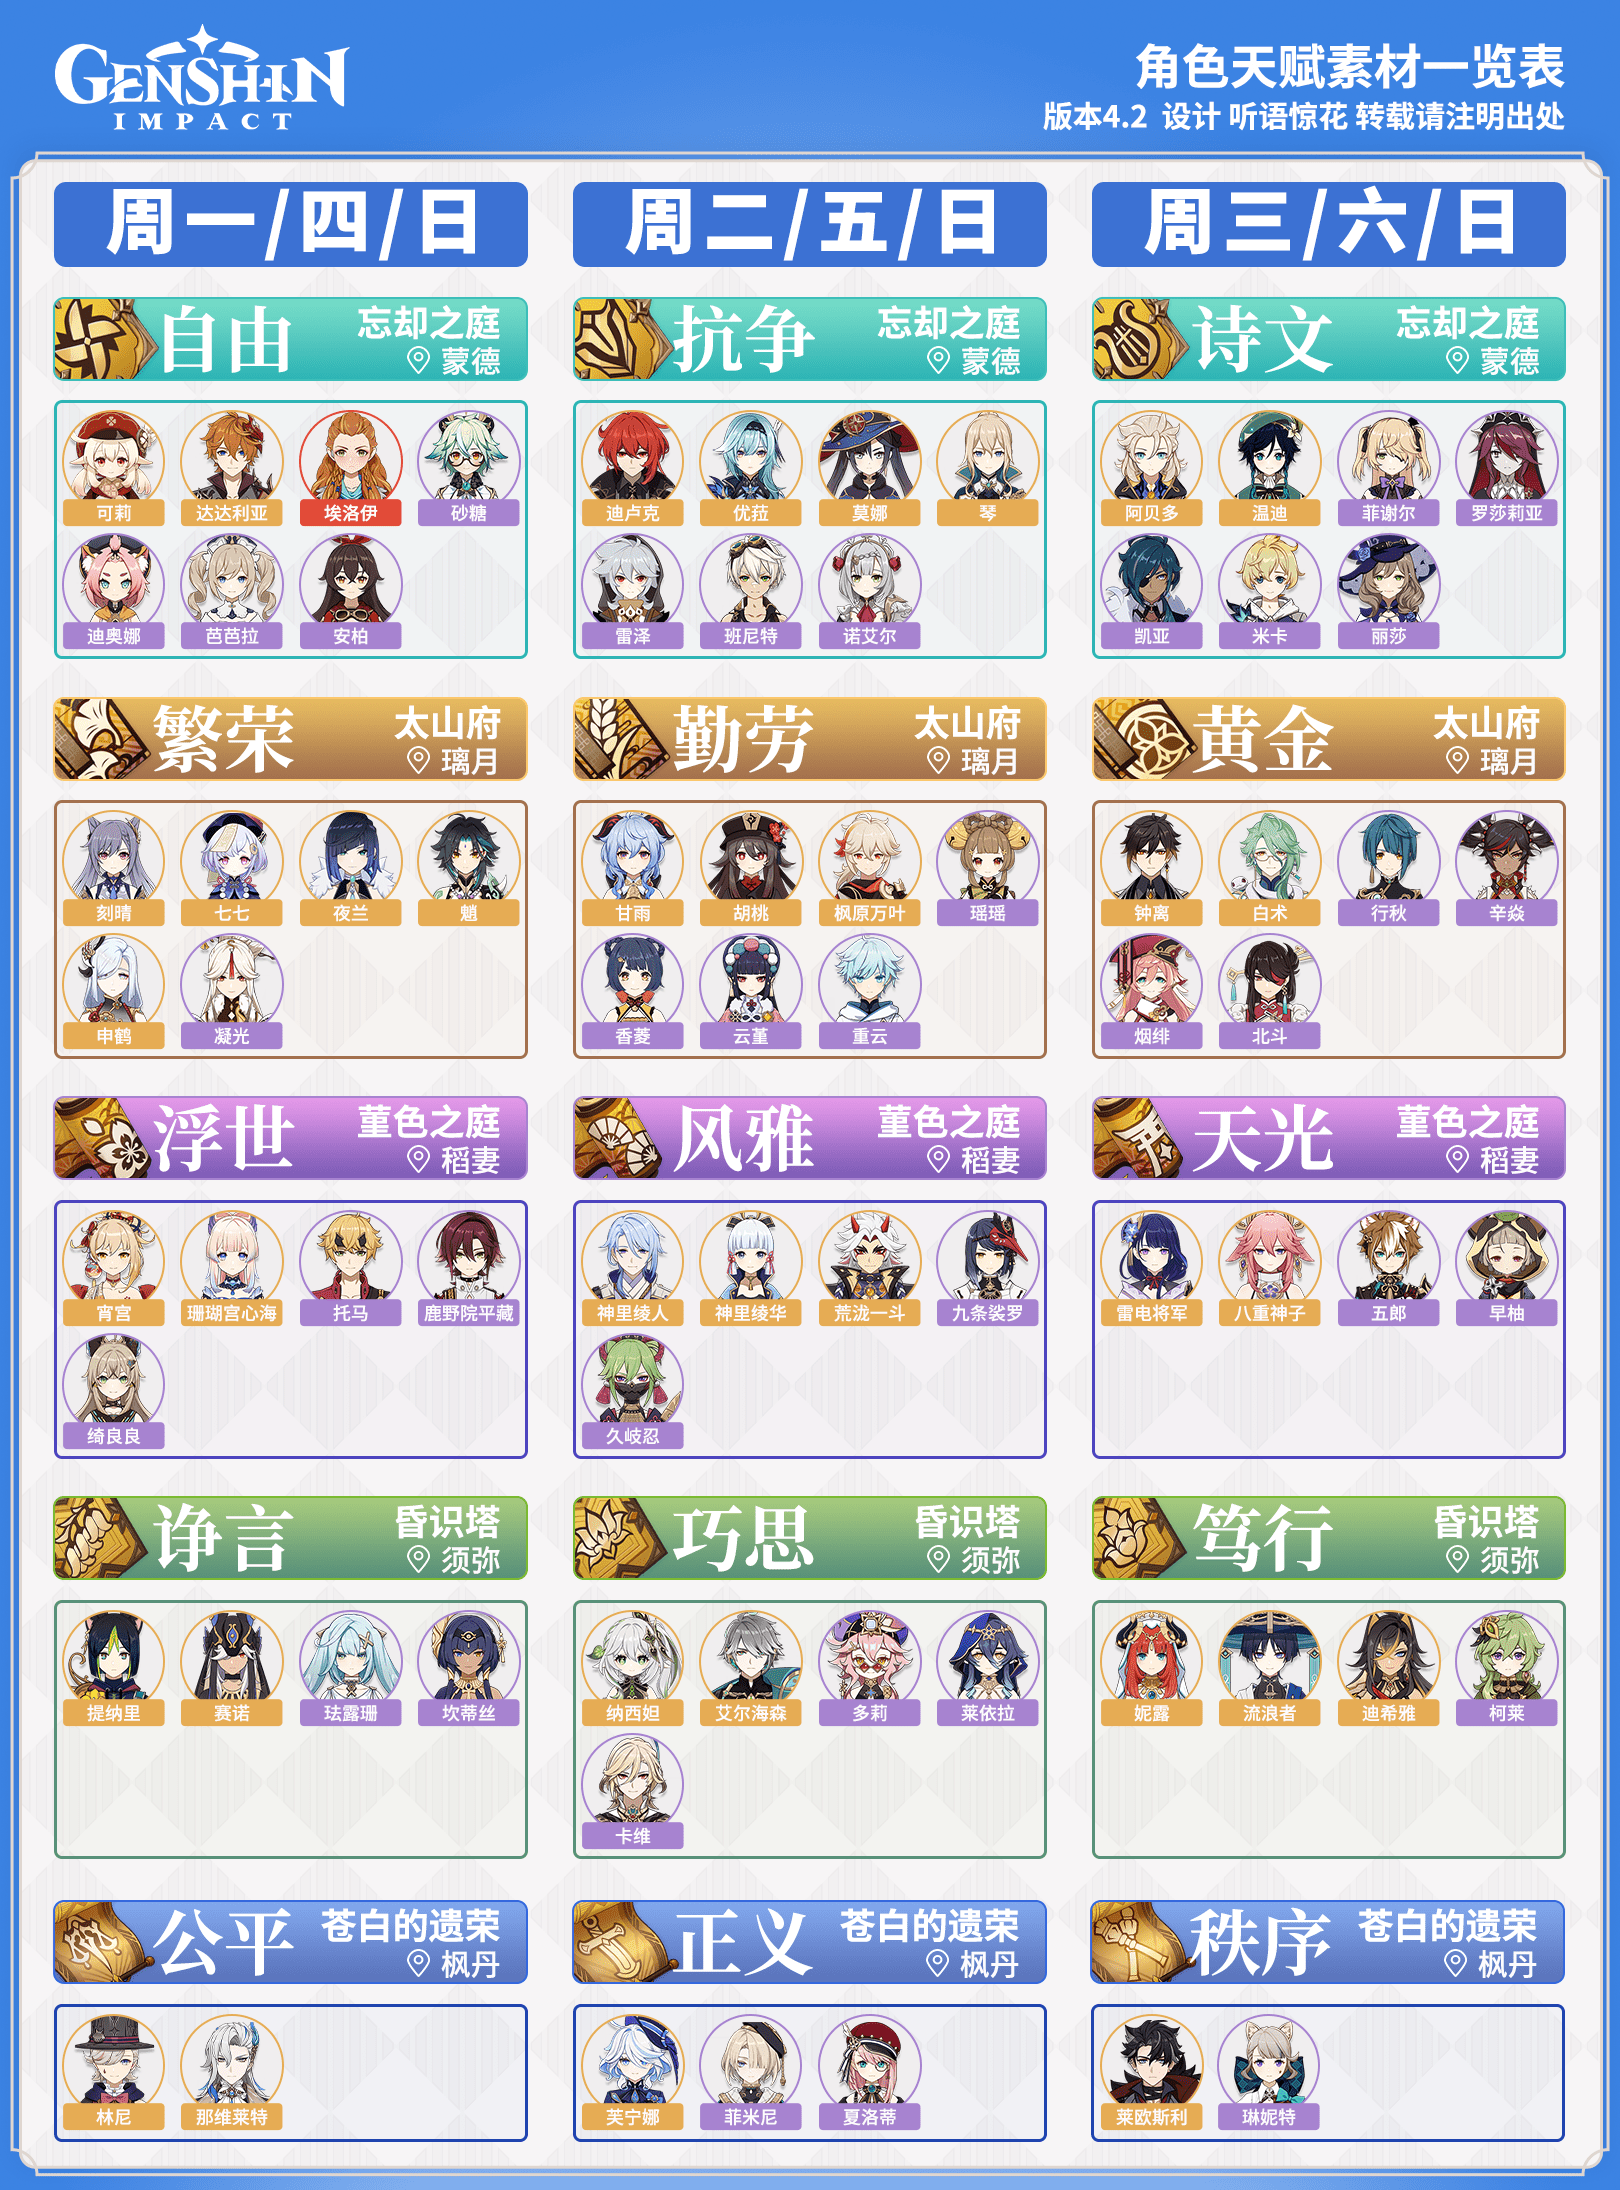 GENSHIN
IMPACT
角色天赋素材一览表
版本4.2 设计 听语惊花 转载请注明出处
周一/四/日
周二/五/日
周三/六/日
自由
忘却之庭
蒙德
抗争
忘却之庭
蒙德
诗文
忘却之庭
蒙德
可莉 达达利亚 埃洛伊 砂糖
迪奥娜 芭芭拉 安柏
迪卢克 优菈 莫娜 琴
雷泽 班尼特 诺艾尔
阿贝多 温迪 菲谢尔 罗莎莉亚
凯亚 米卡 丽莎
繁荣
太山府
璃月
勤劳
太山府
璃月
黄金
太山府
璃月
刻晴 七七 夜兰 魈
申鹤 凝光
甘雨 胡桃 枫原万叶 瑶瑶
香菱 云堇 重云
钟离 白术 行秋 辛焱
烟绯 北斗
浮世
菫色之庭
稻妻
风雅
菫色之庭
稻妻
天光
菫色之庭
稻妻
宵宫 珊瑚宫心海 托马 鹿野院平藏
绮良良
神里绫人 神里绫华 荒泷一斗 九条裟罗
久岐忍
雷电将军 八重神子 五郎 早柚
诤言
昏识塔
须弥
巧思
昏识塔
须弥
笃行
昏识塔
须弥
提纳里 赛诺 珐露珊 坎蒂丝
纳西妲 艾尔海森 多莉 莱依拉
卡维
妮露 流浪者 迪希雅 柯莱
公平
苍白的遗荣
枫丹
正义
苍白的遗荣
枫丹
秩序
苍白的遗荣
枫丹
林尼 那维莱特
芙宁娜 菲米尼 夏洛蒂
莱欧斯利 琳妮特